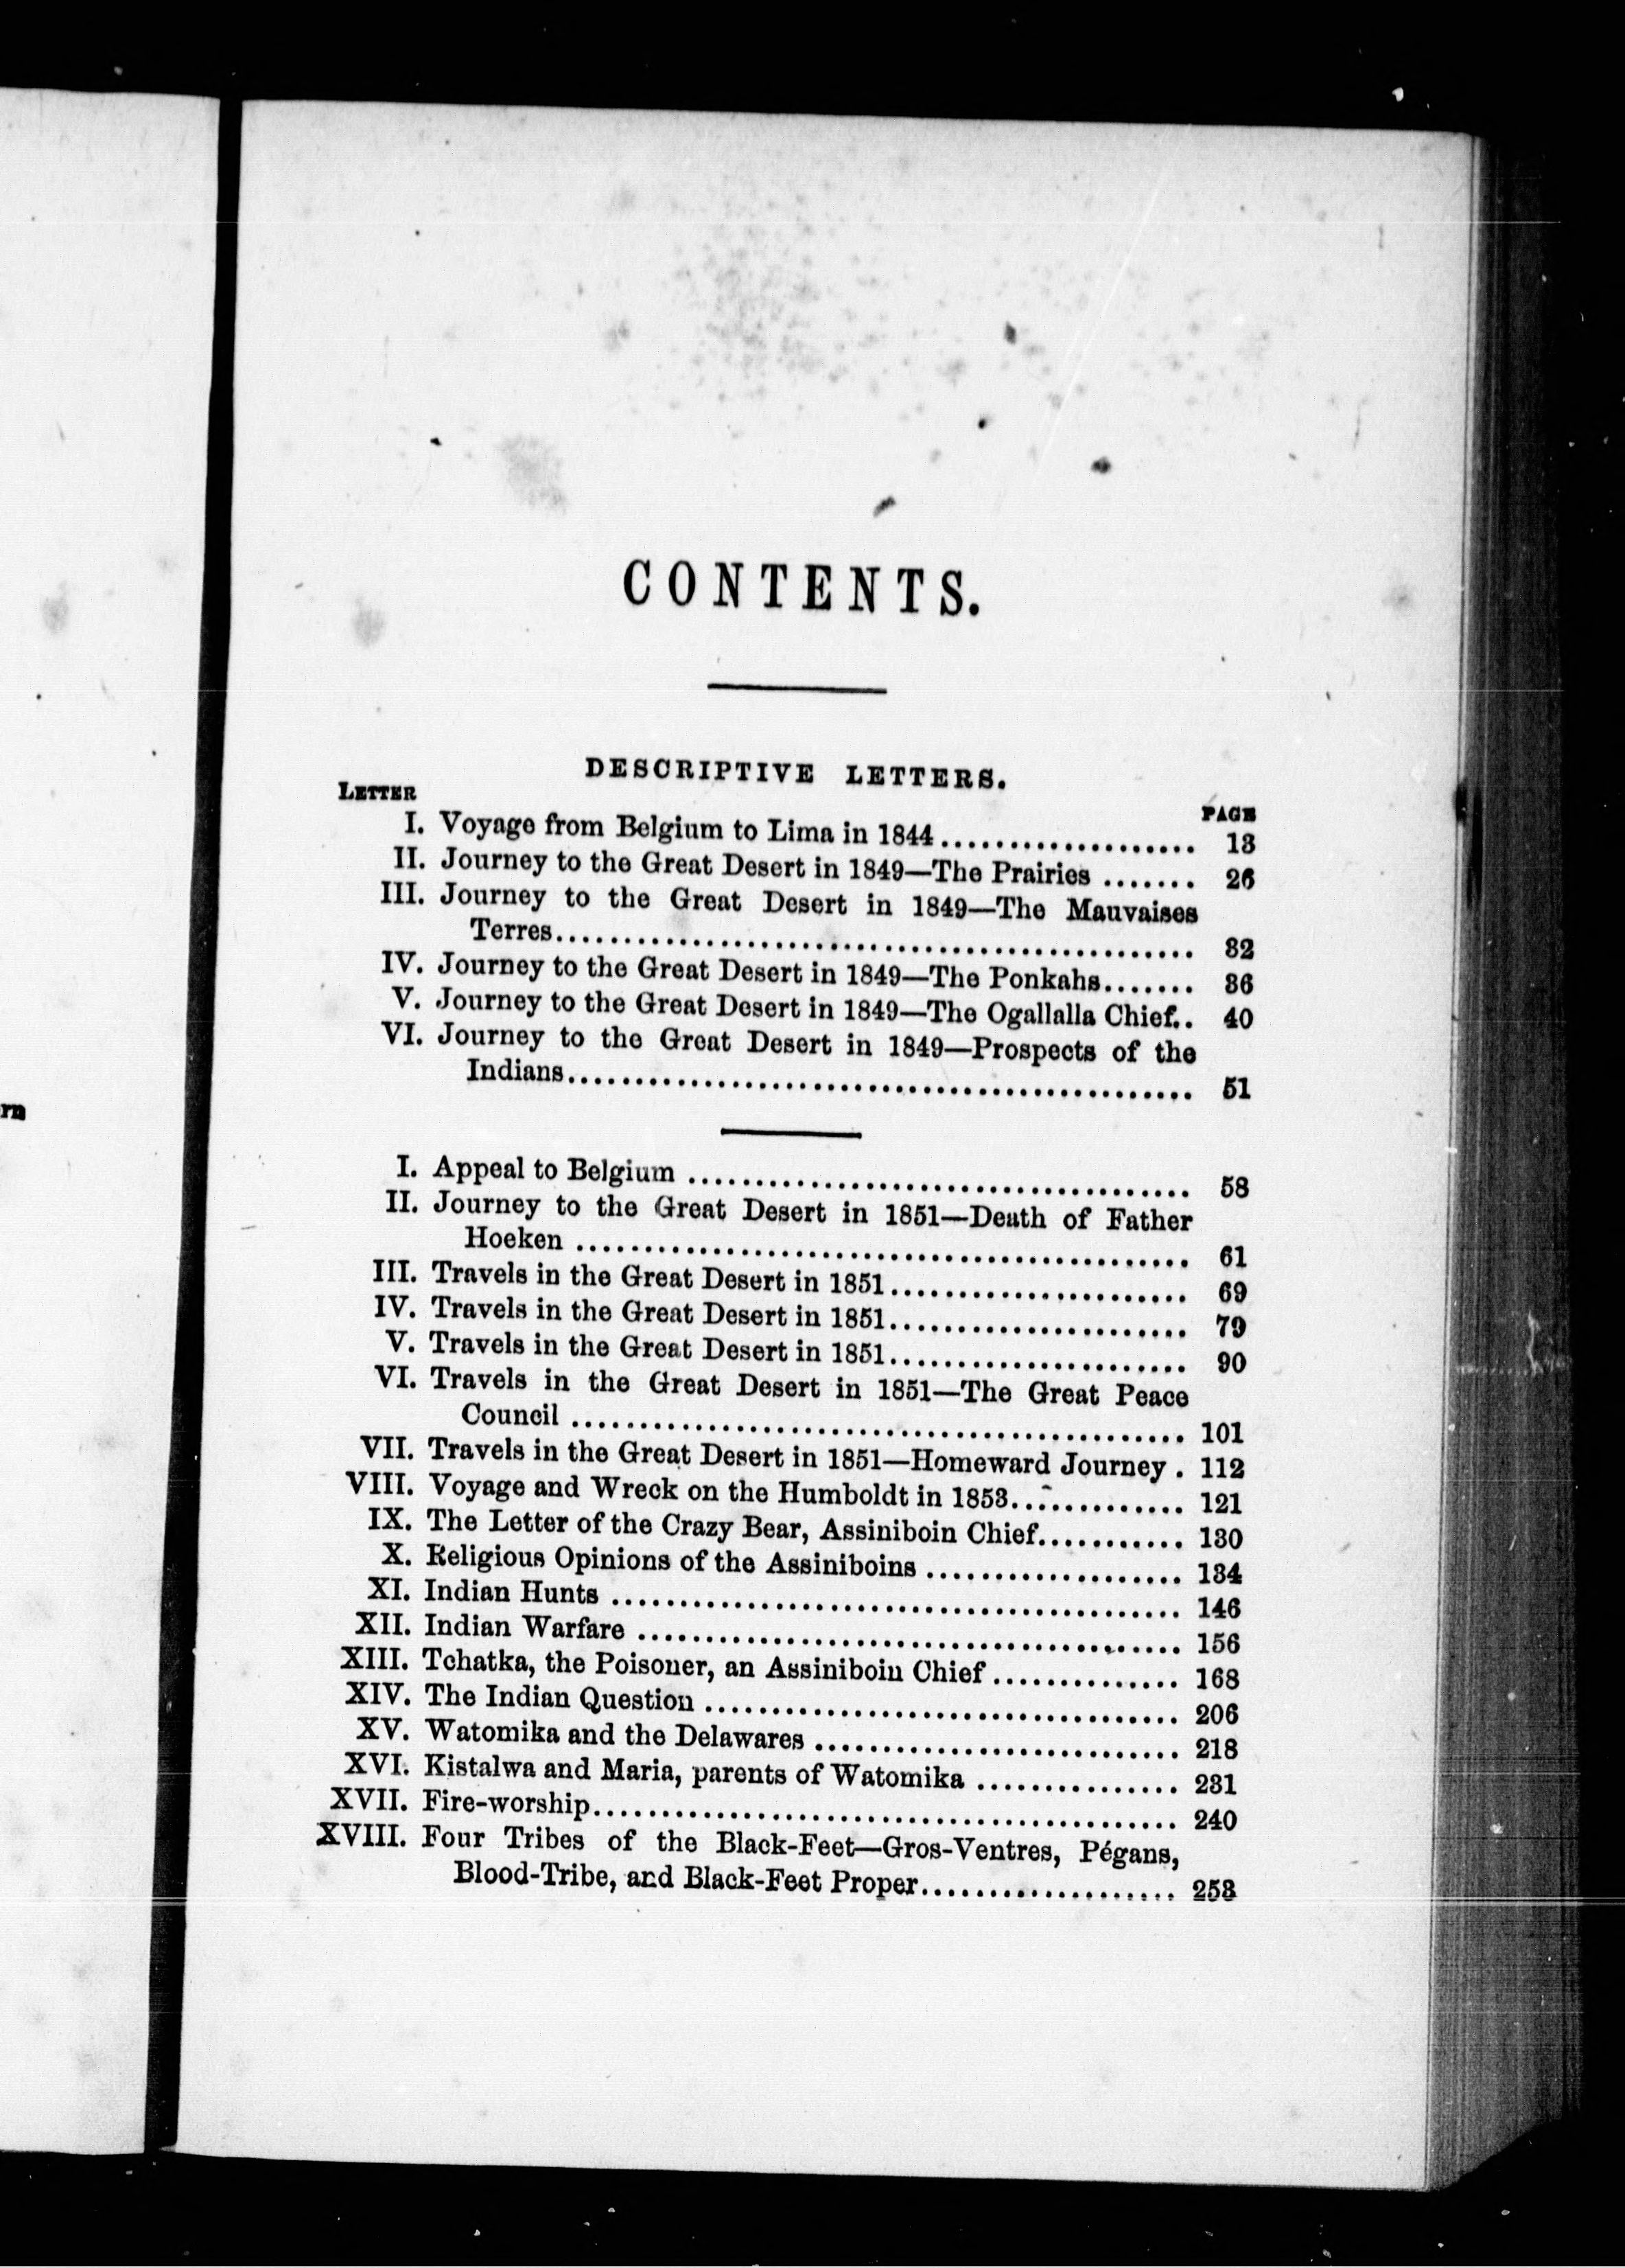 CONTENTS.
DESCRIPTIVE LETTERS.
LETTER
PAGE
I. Voyage from Belgium to Lima in 1844................... 13
II. Journey to the Great Desert in 1849—The Prairies ....... 26
III. Journey to the Great Desert in 1849—The Mauvaises
Terres............................................... 32
IV. Journey to the Great Desert in 1849—The Ponkahs....... 36
V. Journey to the Great Desert in 1849—The Ogallalla Chief.. 40
VI. Journey to the Great Desert in 1849—Prospects of the
Indians.............................................. 51
I. Appeal to Belgium ..................................... 58
II. Journey to the Great Desert in 1851—Death of Father
Hoeken ............................................. 61
III. Travels in the Great Desert in 1851...................... 69
IV. Travels in the Great Desert in 1851...................... 79
V. Travels in the Great Desert in 1851...................... 90
VI. Travels in the Great Desert in 1851—The Great Peace
Council ............................................. 101
VII. Travels in the Great Desert in 1851—Homeward Journey . 112
VIII. Voyage and Wreck on the Humboldt in 1853............. 121
IX. The Letter of the Crazy Bear, Assiniboin Chief........... 130
X. Religious Opinions of the Assiniboins ................... 134
XI. Indian Hunts .......................................... 146
XII. Indian Warfare ........................................ 156
XIII. Tchatka, the Poisoner, an Assiniboin Chief .............. 168
XIV. The Indian Question ................................... 206
XV. Watomika and the Delawares ........................... 218
XVI. Kistalwa and Maria, parents of Watomika ............... 231
XVII. Fire-worship........................................... 240
XVIII. Four Tribes of the Black-Feet—Gros-Ventres, Pégans,
Blood-Tribe, and Black-Feet Proper................... 253
rn